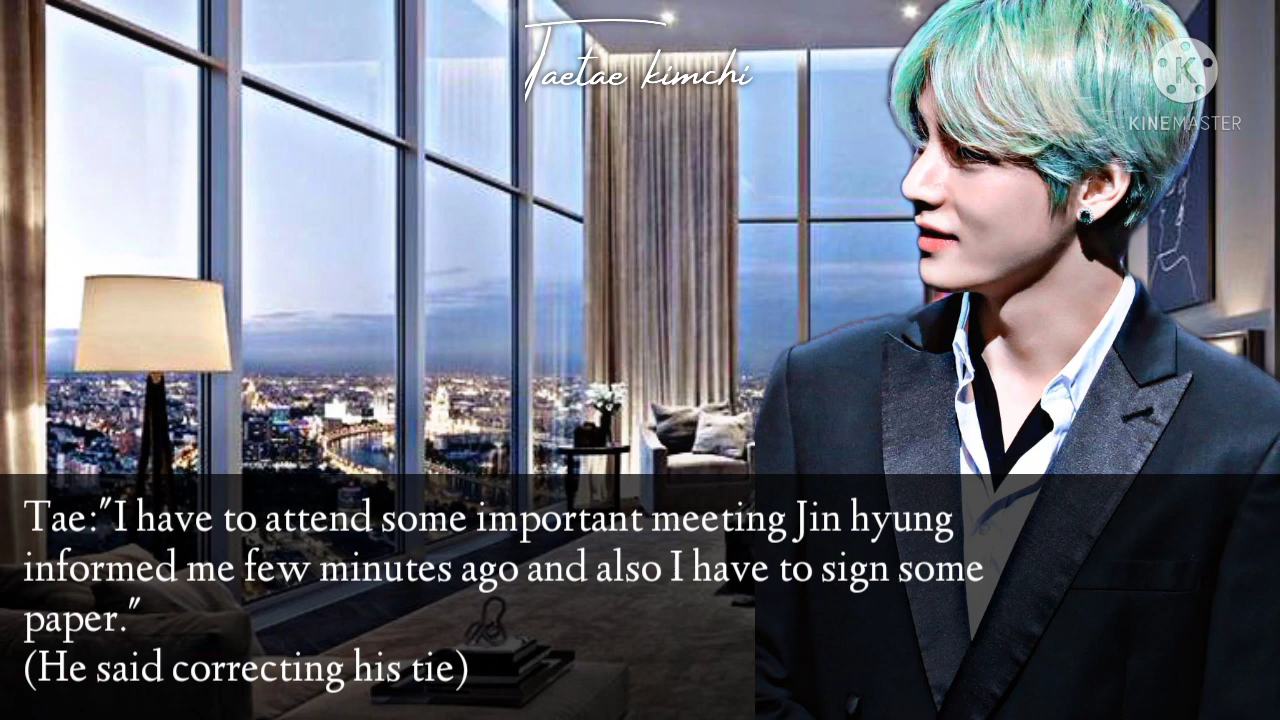 Taetae kimchi
K
KINEMASTER
Tae:"I have to attend some important meeting Jin hyung
informed me few minutes ago and also I have to sign some
paper."
(He said correcting his tie)